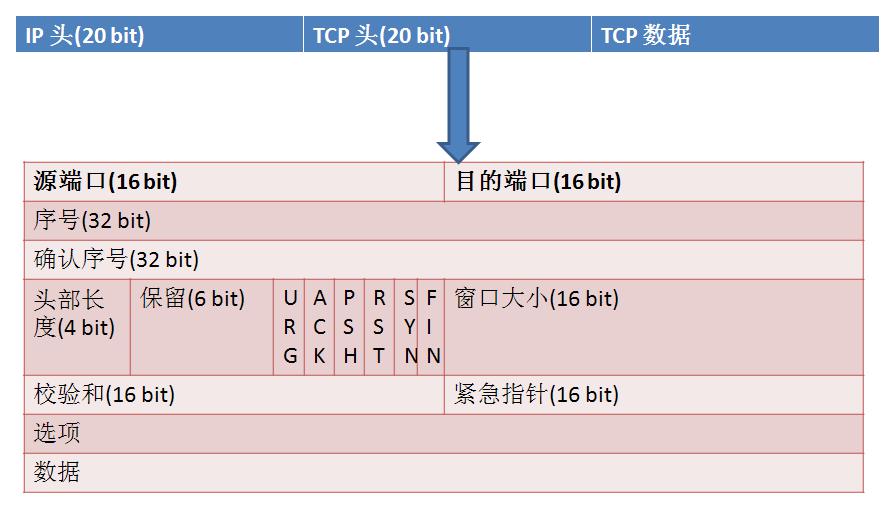 IP 头(20 bit) TCP 头(20 bit) TCP 数据
源端口(16 bit) 目的端口(16 bit)
序号(32 bit)
确认序号(32 bit)
头部长
度(4 bit)
保留(6 bit)
URG
ACK
PSH
RST
SYN
FIN
窗口大小(16 bit)
校验和(16 bit) 紧急指针(16 bit)
选项
数据